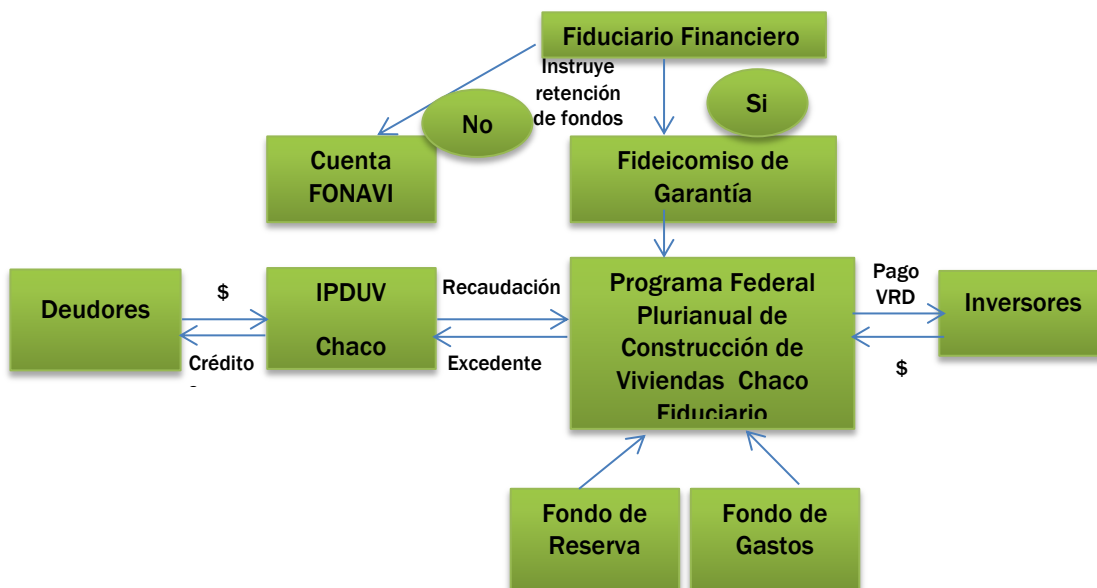 Fiduciario Financiero
Instruye
retención
de fondos
No
Si
Cuenta
FONAVI
Fideicomiso de
Garantía
Deudores
$
Crédito
IPDUV
Chaco
Recaudación
Excedente
Programa Federal
Plurianual de
Construcción de
Viviendas Chaco
Fiduciario
Pago
VRD
$
Inversores
Fondo de
Reserva
Fondo de
Gastos